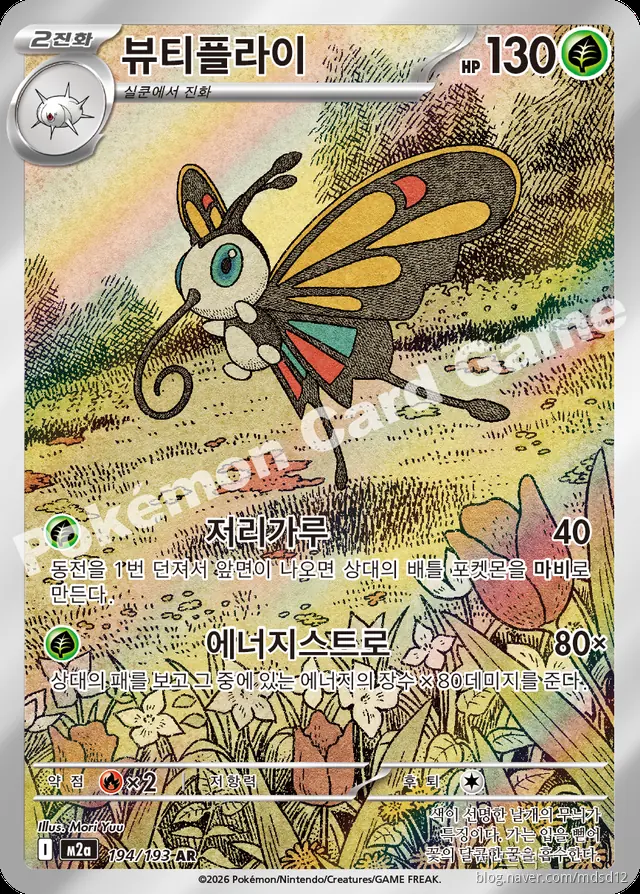 2진화
뷰티플라이
HP 130
실쿤에서 진화
Pokémon Card Game
저리가루 40
동전을 1번 던져서 앞면이 나오면 상대의 배틀 포켓몬을 마비로
만든다.
에너지스트로 80×
상대의 패를 보고 그 중에 있는 에너지의 장수 × 80데미지를 준다.
약점 ×2 저항력 후퇴
Illus. Mori Yuu
색이 선명한 날개의 무늬가
특징이다. 가는 입을 뻗어
꽃의 달콤한 꿀을 흡수한다.
I m2a 194/193 AR
©2026 Pokémon/Nintendo/Creatures/GAME FREAK.
blog.naver.com/mdsd12